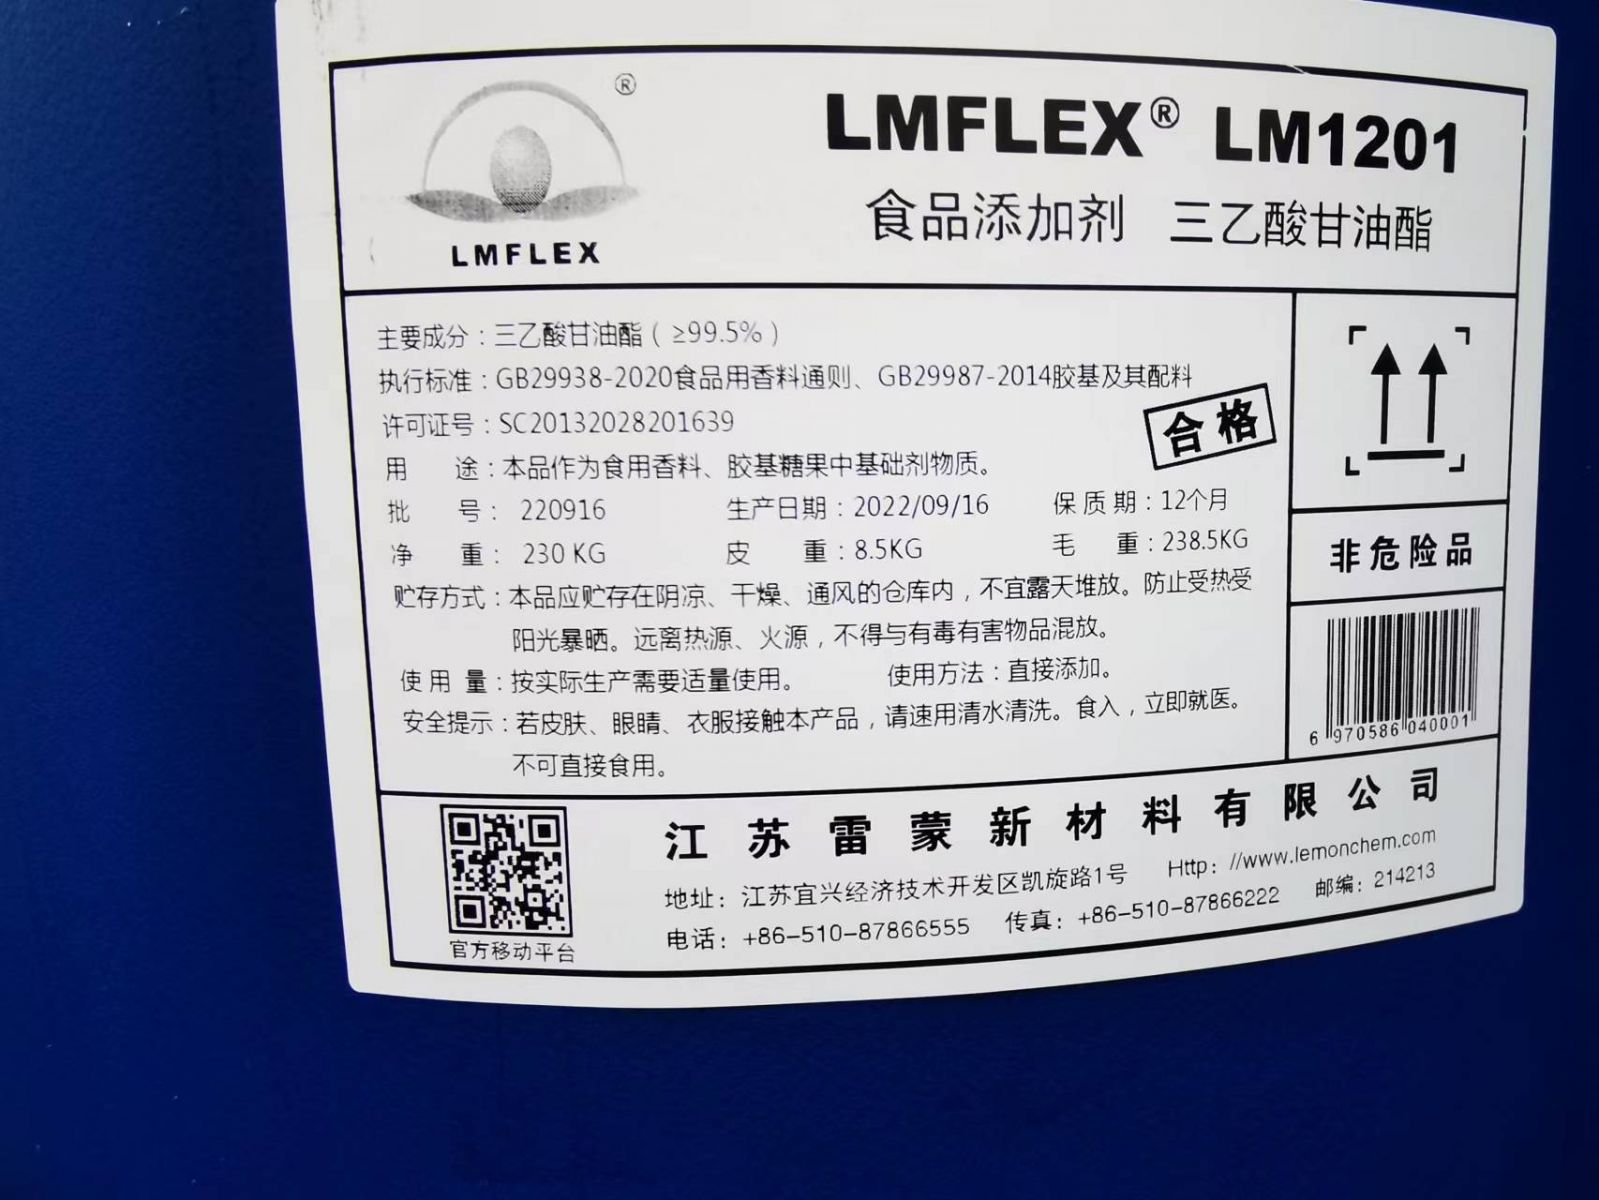 ®
LMFLEX
LMFLEX® LM1201
食品添加剂 三乙酸甘油酯
主要成分：三乙酸甘油酯（≥99.5%）
执行标准：GB29938-2020食品用香料通则、GB29987-2014胶基及其配料
许可证号：SC20132028201639
合格
用 途：本品作为食用香料、胶基糖果中基础剂物质。
批 号： 220916 生产日期：2022/09/16 保质期：12个月
净 重： 230 KG 皮 重：8.5KG 毛 重：238.5KG
贮存方式：本品应贮存在阴凉、干燥、通风的仓库内，不宜露天堆放。防止受热受
阳光暴晒。远离热源、火源，不得与有毒有害物品混放。
使用量：按实际生产需要适量使用。 使用方法：直接添加。
安全提示：若皮肤、眼睛、衣服接触本产品，请速用清水清洗。食入，立即就医。
不可直接食用。
非危险品
6 970586 040001
官方移动平台
江苏雷蒙新材料有限公司
地址：江苏宜兴经济技术开发区凯旋路1号 Http：//www.lemonchem.com
电话：+86-510-87866555 传真：+86-510-87866222 邮编：214213